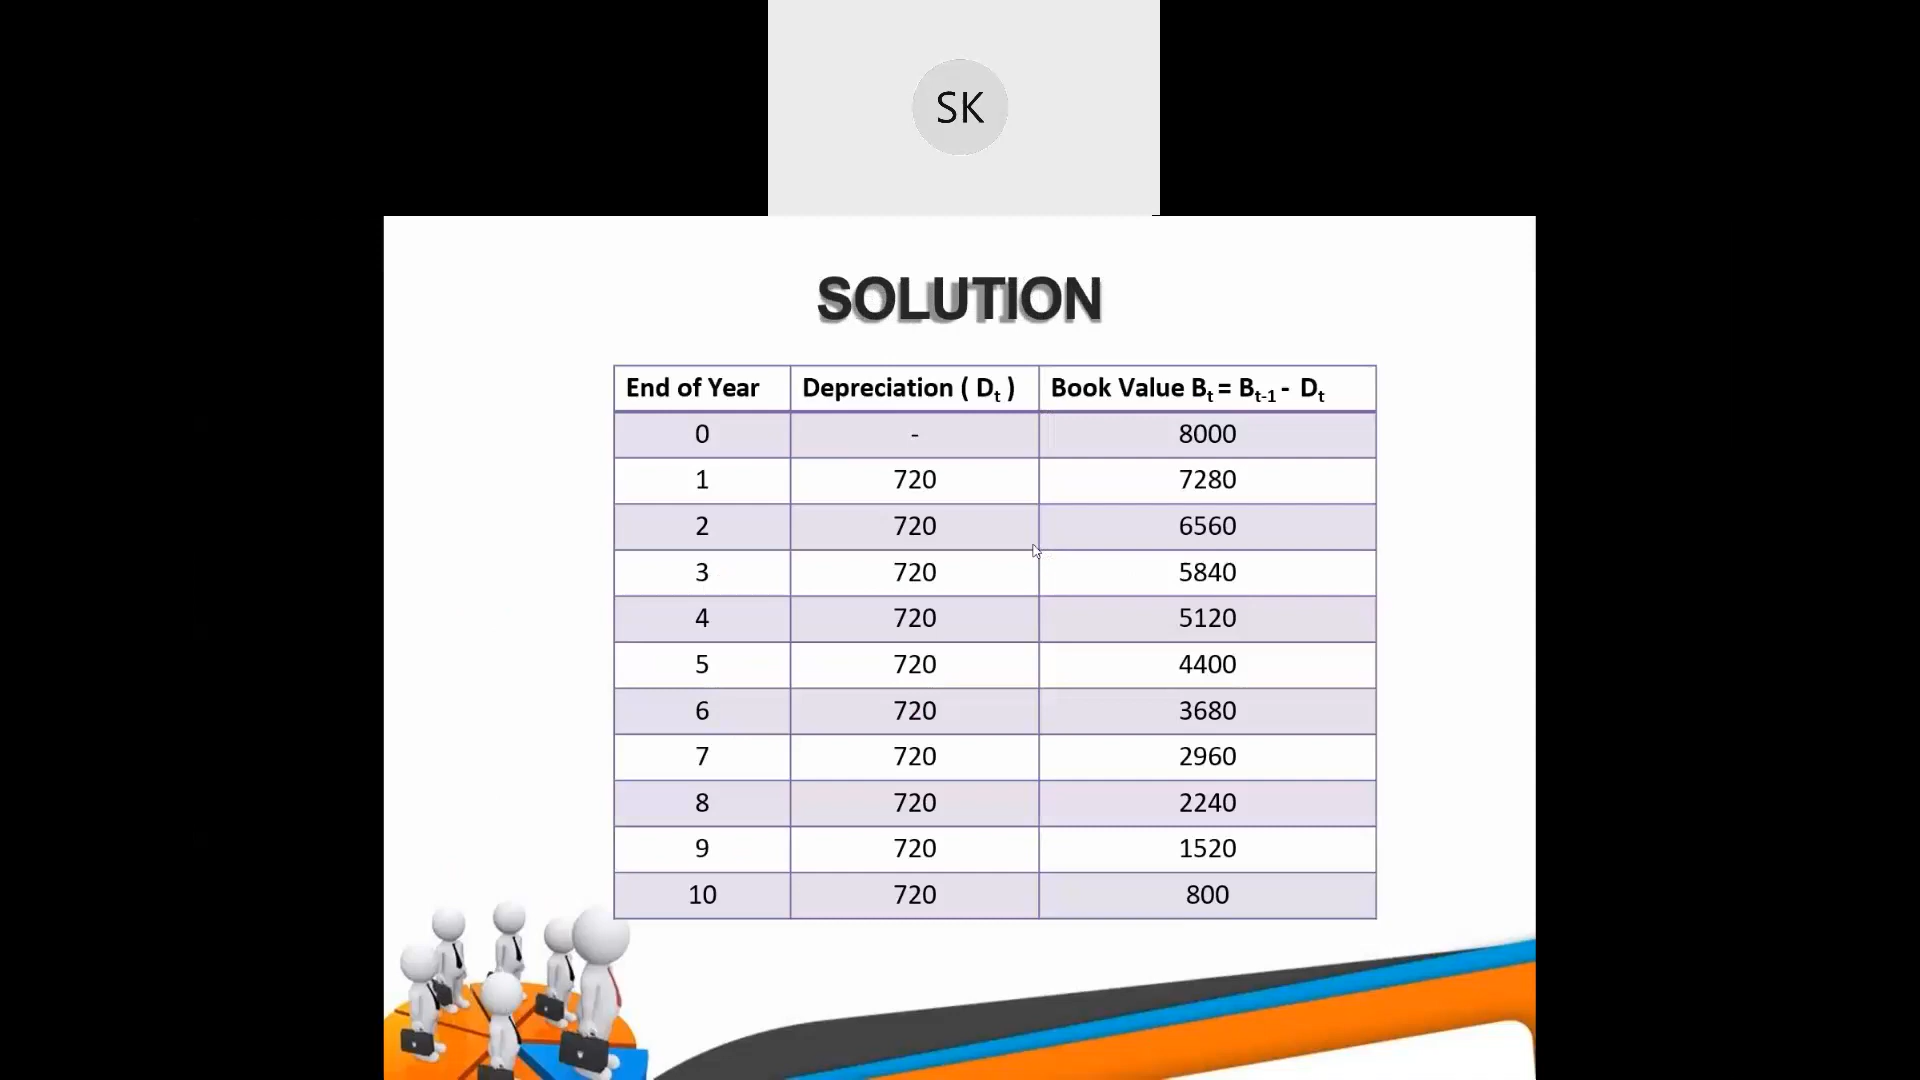 SK
SOLUTION
End of Year Depreciation ( Dt ) Book Value Bt = Bt-1 - Dt
0 - 8000
1 720 7280
2 720 6560
3 720 5840
4 720 5120
5 720 4400
6 720 3680
7 720 2960
8 720 2240
9 720 1520
10 720 800